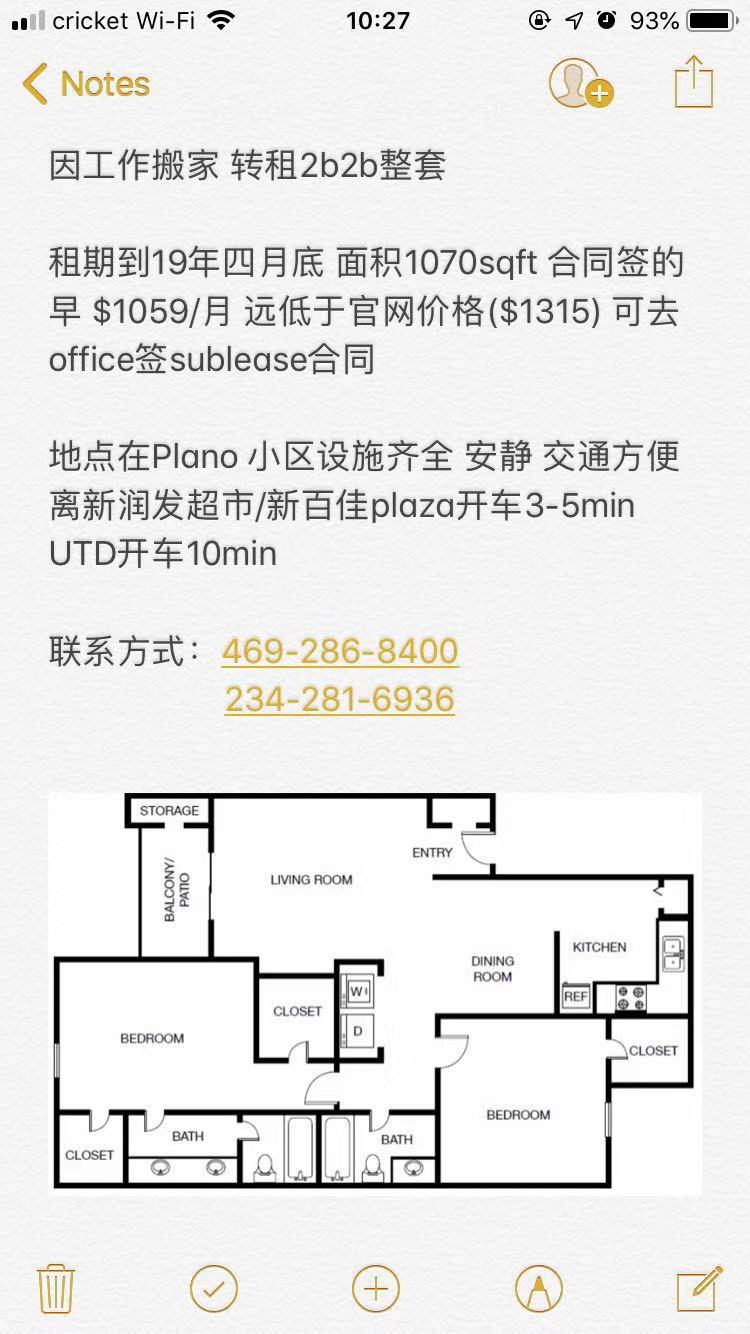 cricket Wi-Fi 10:27 93%
Notes
因工作搬家 转租2b2b整套
租期到19年四月底 面积1070sqft 合同签的
早 $1059/月 远低于官网价格($1315) 可去
office签sublease合同
地点在Plano 小区设施齐全 安静 交通方便
离新润发超市/新百佳plaza开车3-5min
UTD开车10min
联系方式：469-286-8400
234-281-6936
STORAGE
BALCONY/
PATIO
LIVING ROOM
ENTRY
DINING
ROOM
KITCHEN
REF
CLOSET
W
D
BEDROOM
CLOSET
BEDROOM
CLOSET
BATH
BATH